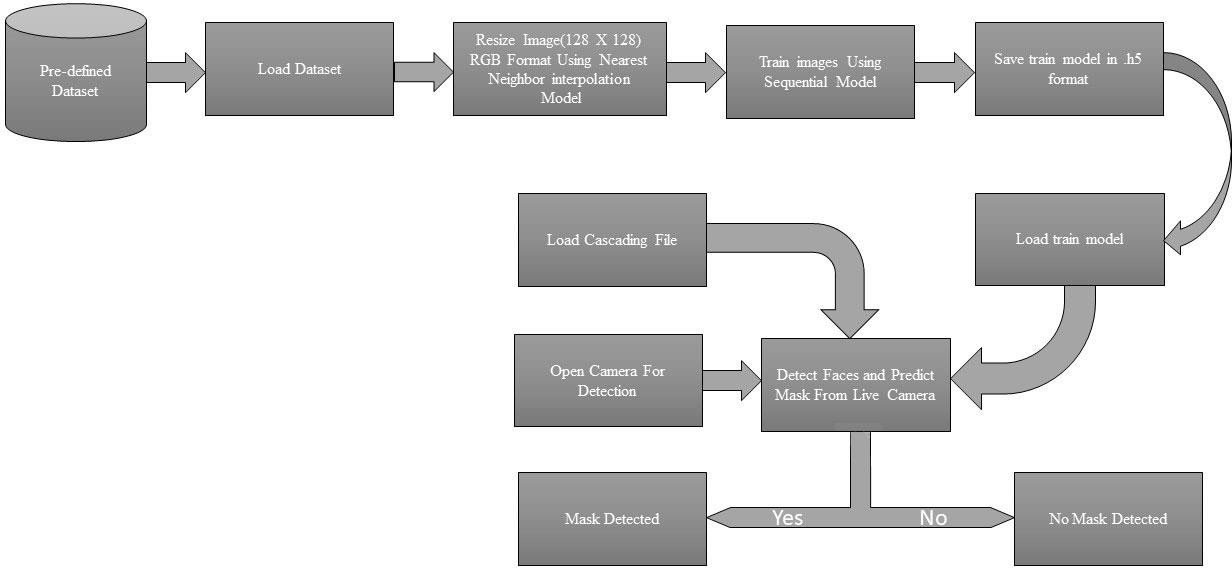 Pre-defined
Dataset
Load Dataset
Resize Image(128 X 128)
RGB Format Using Nearest
Neighbor interpolation
Model
Train images Using
Sequential Model
Save train model in .h5
format
Load Cascading File
Load train model
Open Camera For
Detection
Detect Faces and Predict
Mask From Live Camera
Mask Detected
Yes
No
No Mask Detected